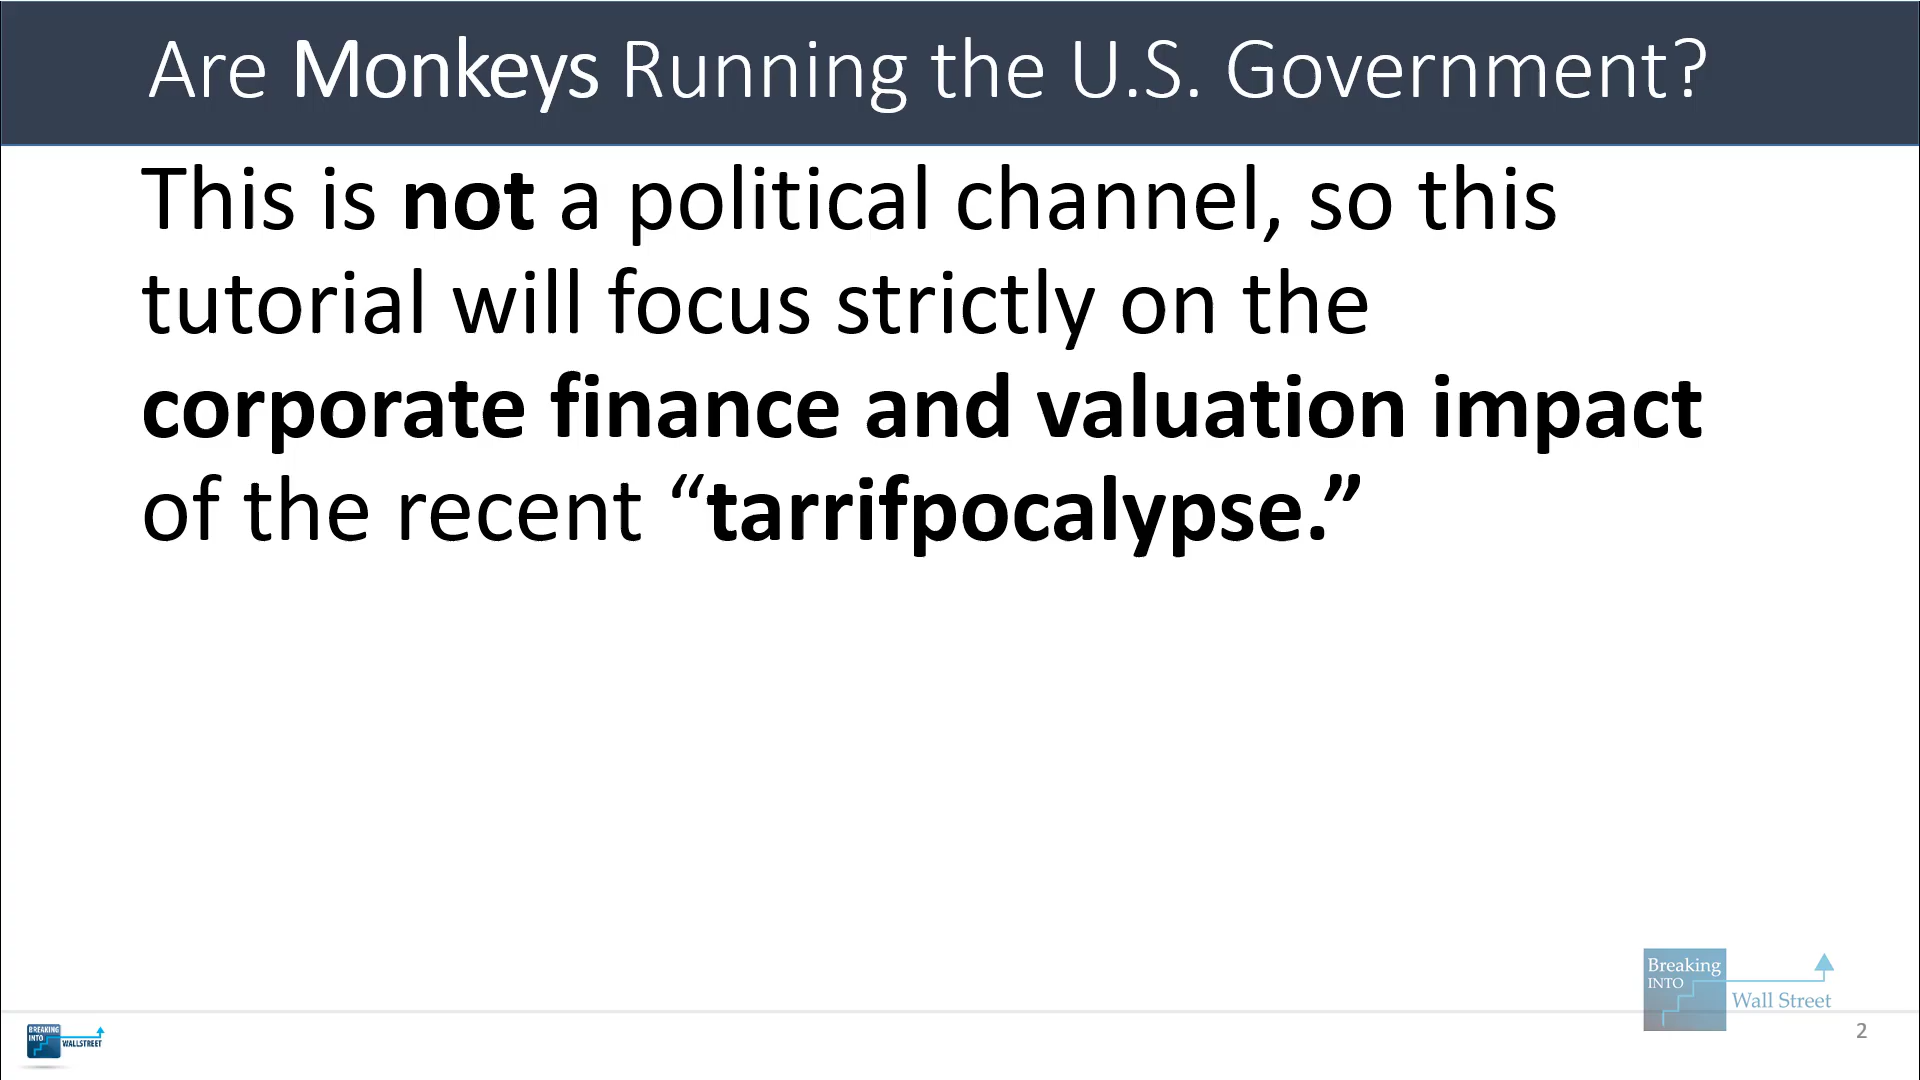 Are Monkeys Running the U.S. Government?
This is not a political channel, so this
tutorial will focus strictly on the
corporate finance and valuation impact
of the recent “tarrifpocalypse.”
Breaking
INTO
Wall Street
BREAKING
INTO
WALLSTREET
2